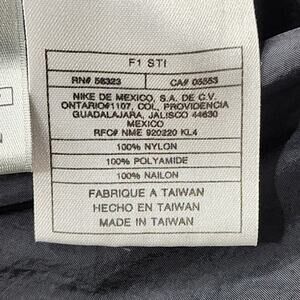 F1 STI
RN# 56323 CA# 05553
NIKE DE MEXICO, S.A. DE C.V.
ONTARIO#1107, COL. PROVIDENCIA
GUADALAJARA, JALISCO 44630
MEXICO
RFC# NME 920220 KL4
100% NYLON
100% POLYAMIDE
100% NAILON
FABRIQUE A TAIWAN
HECHO EN TAIWAN
MADE IN TAIWAN